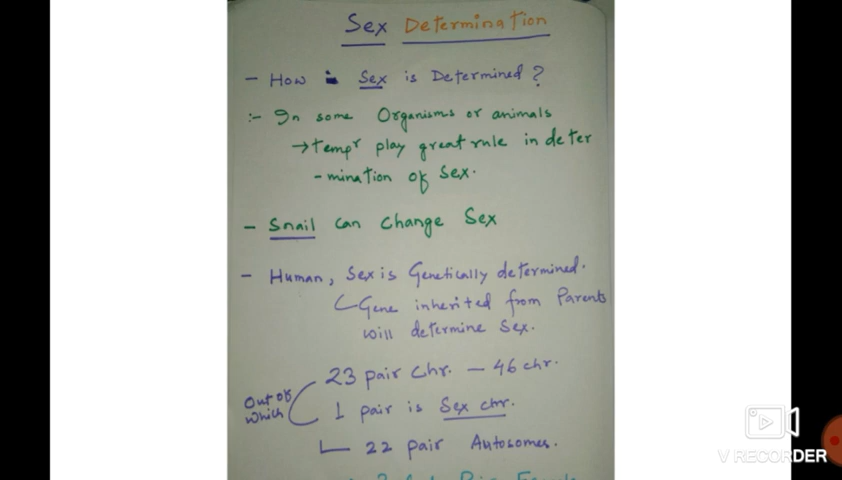 Sex Determination
- How is Sex is Determined?
:- In some Organisms or animals
→ tempr play great rule in deter
- mination of Sex.
- Snail can change Sex
- Human, Sex is Genetically determined.
Gene inherited from Parents
will determine Sex.
23 pair Chr. - 46 chr.
Out of
which
1 pair is Sex chr.
22 pair Autosomes.
V RECORDER